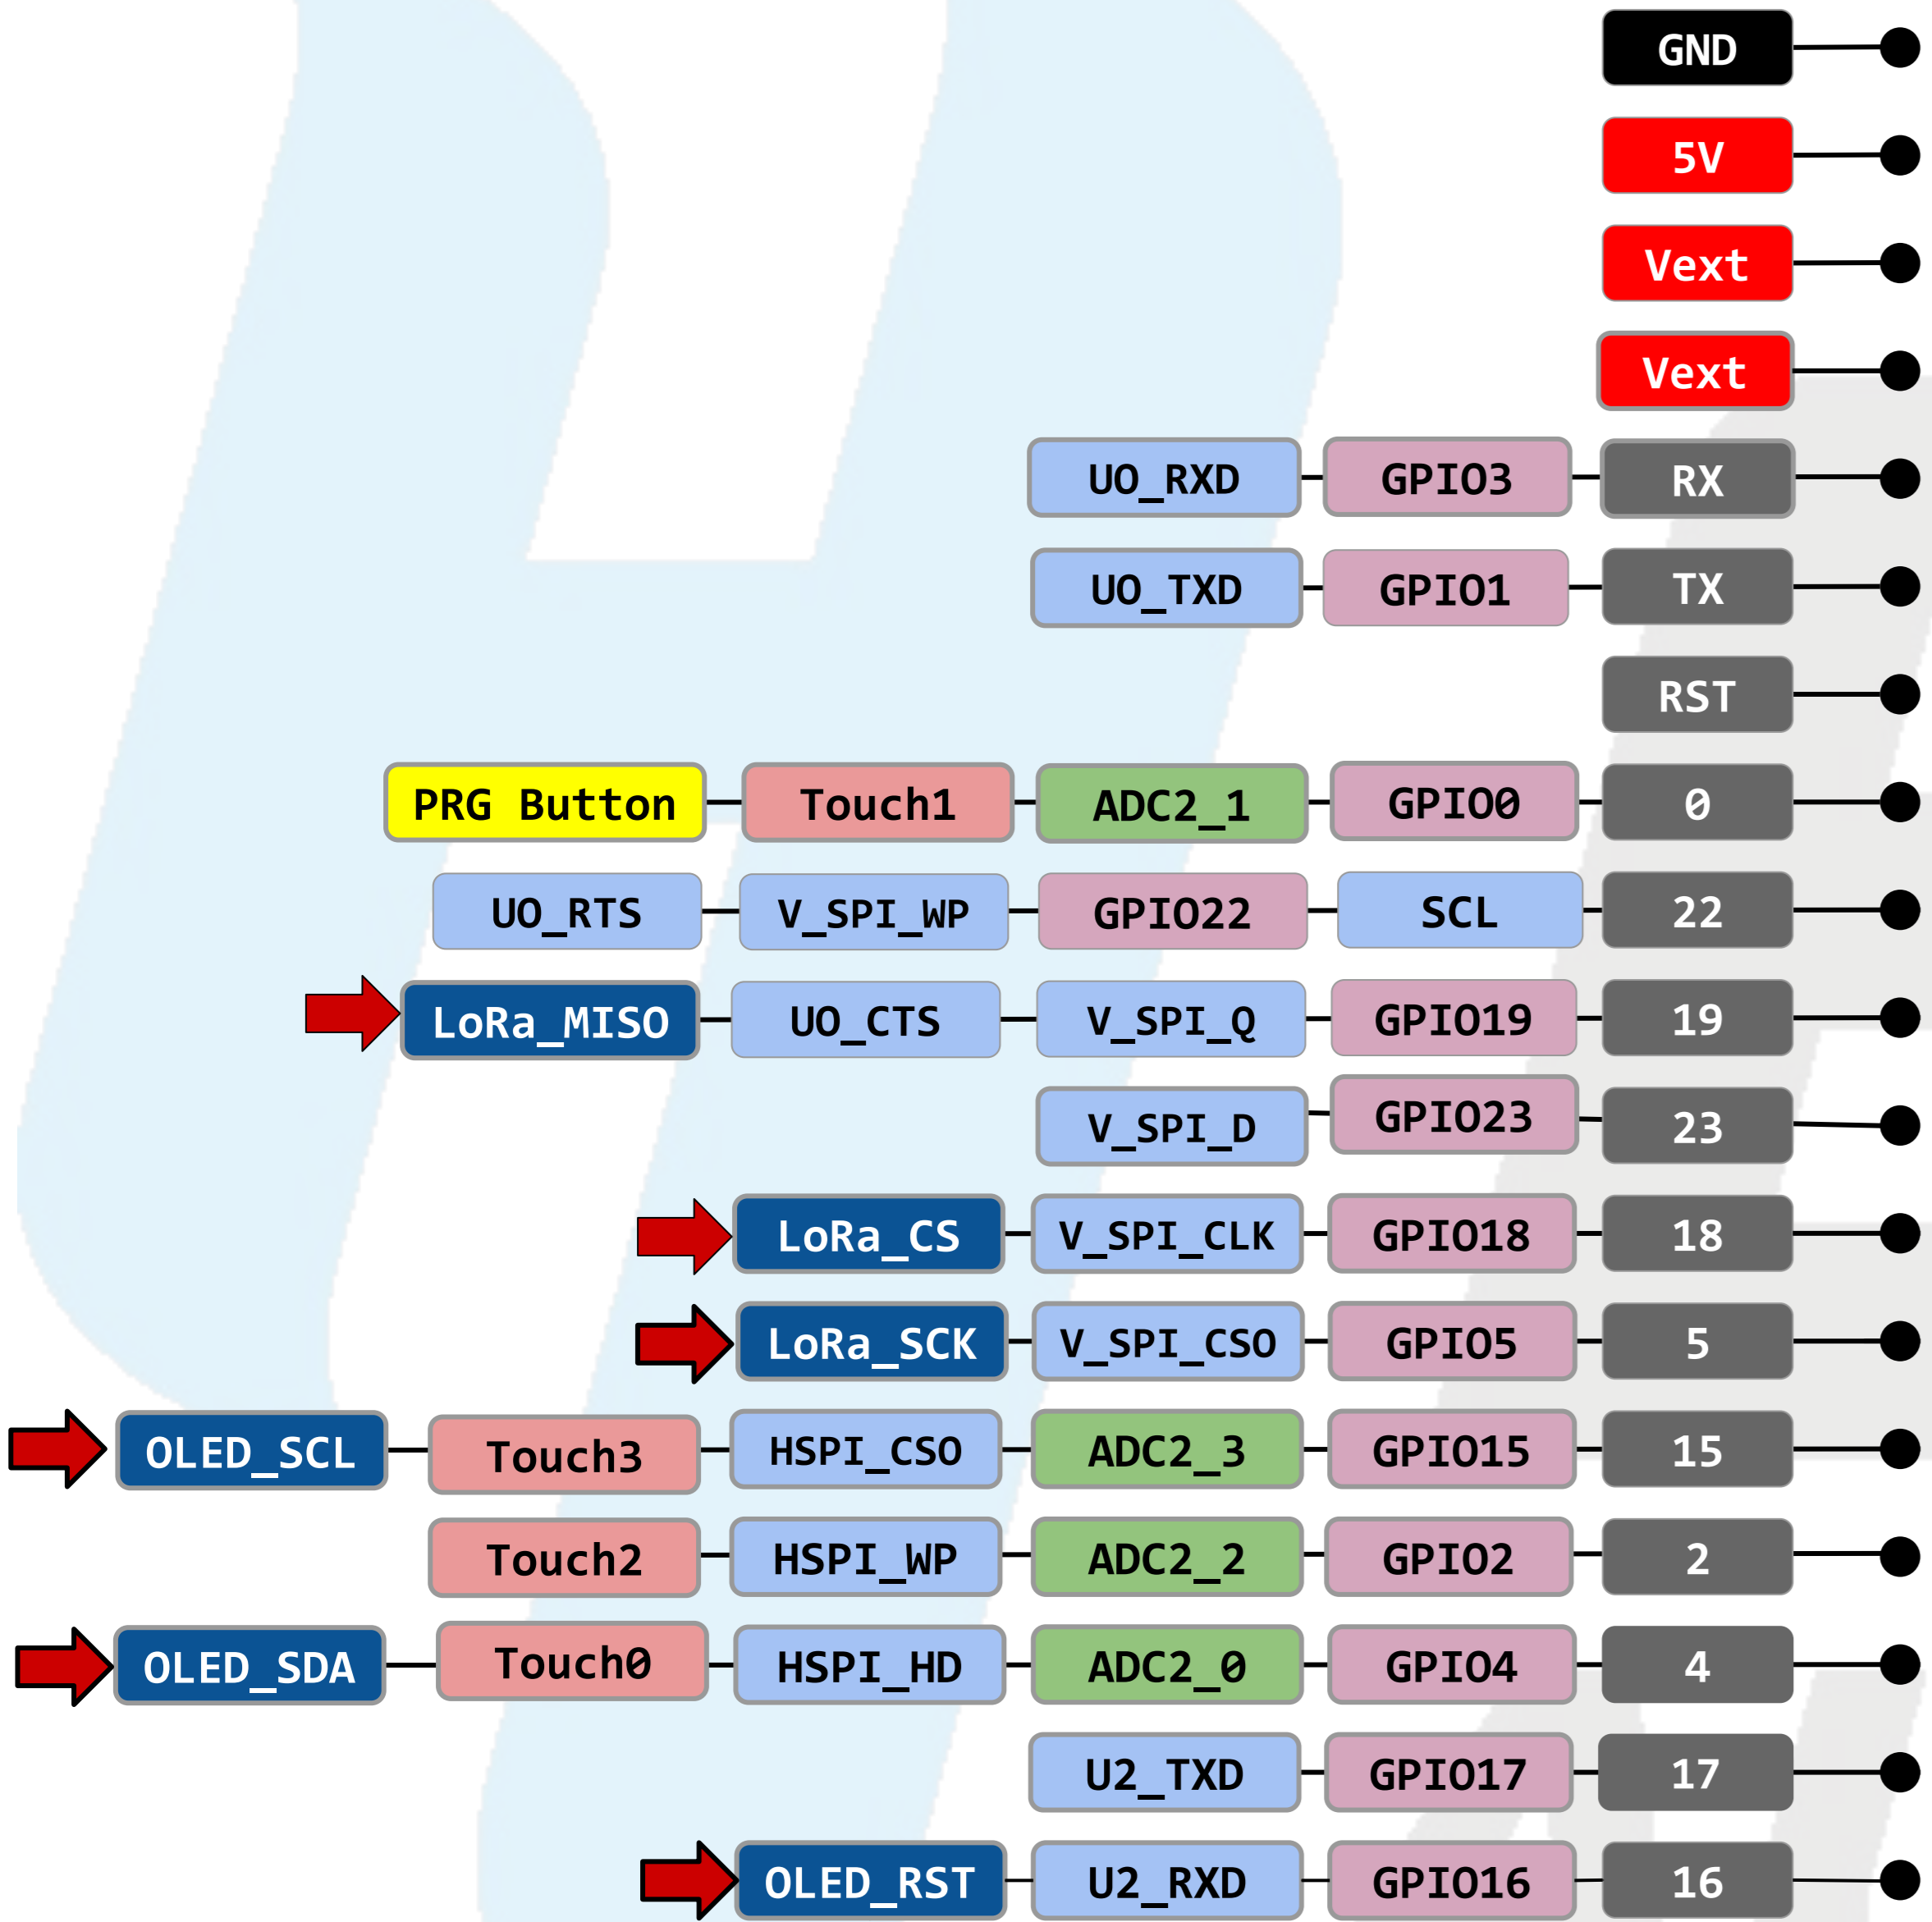 GND
5V
Vext
Vext
UO_RXD GPIO3 RX
UO_TXD GPIO1 TX
RST
PRG Button Touch1 ADC2_1 GPIO0 0
UO_RTS V_SPI_WP GPIO22 SCL 22
LoRa_MISO UO_CTS V_SPI_Q GPIO19 19
V_SPI_D GPIO23 23
LoRa_CS V_SPI_CLK GPIO18 18
LoRa_SCK V_SPI_CSO GPIO5 5
OLED_SCL Touch3 HSPI_CSO ADC2_3 GPIO15 15
Touch2 HSPI_WP ADC2_2 GPIO2 2
OLED_SDA Touch0 HSPI_HD ADC2_0 GPIO4 4
U2_TXD GPIO17 17
OLED_RST U2_RXD GPIO16 16